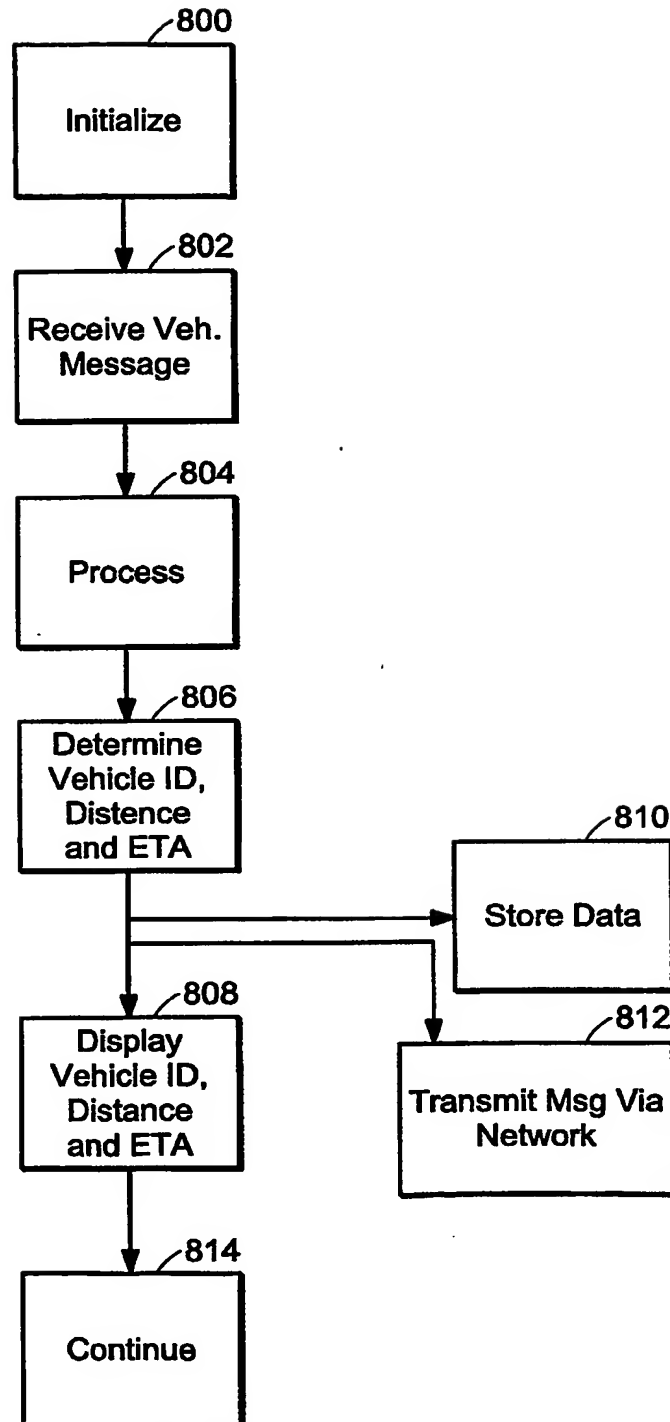 800
Initialize
802
Receive Veh.
Message
804
Process
806
Determine
Vehicle ID,
Distence
and ETA
810
Store Data
808
Display
Vehicle ID,
Distance
and ETA
812
Transmit Msg Via
Network
814
Continue